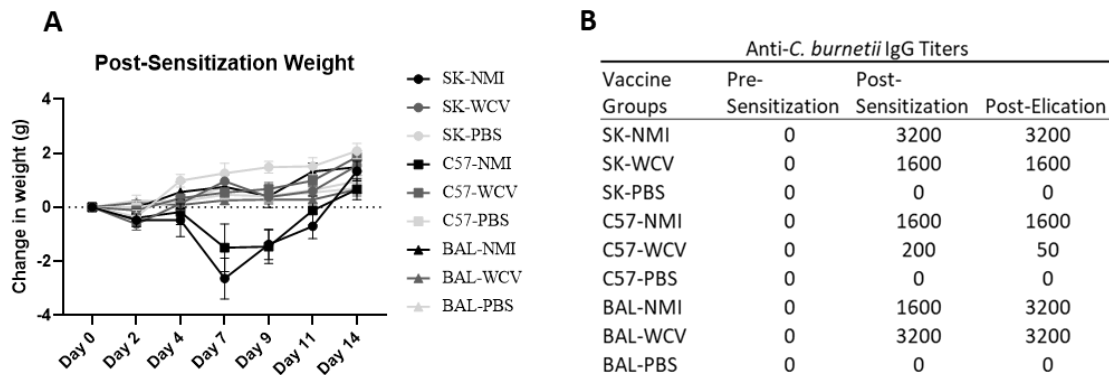 A
Post-Sensitization Weight
Change in weight (g)
4
2
0
-2
-4
Day 0
Day 2
Day 4
Day 7
Day 9
Day 11
Day 14
SK-NMI
SK-WCV
SK-PBS
C57-NMI
C57-WCV
C57-PBS
BAL-NMI
BAL-WCV
BAL-PBS
B
Anti-C. burnetii IgG Titers
Vaccine Pre- Post-
Groups Sensitization Sensitization Post-Elication
SK-NMI 0 3200 3200
SK-WCV 0 1600 1600
SK-PBS 0 0 0
C57-NMI 0 1600 1600
C57-WCV 0 200 50
C57-PBS 0 0 0
BAL-NMI 0 1600 3200
BAL-WCV 0 3200 3200
BAL-PBS 0 0 0